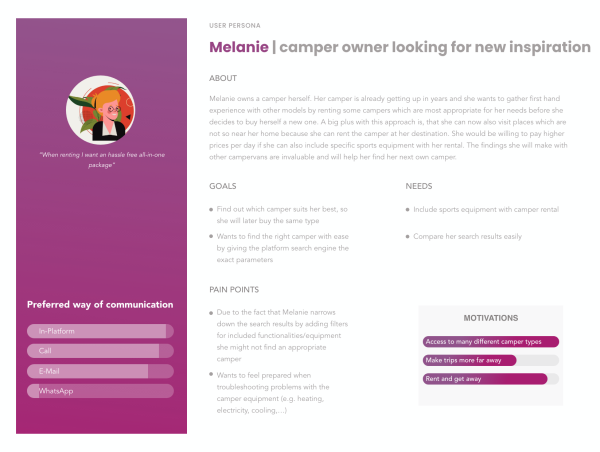 USER PERSONA
Melanie | camper owner looking for new inspiration
ABOUT
Melanie owns a camper herself. Her camper is already getting up in years and she wants to gather first hand
experience with other models by renting some campers which are most appropriate for her needs before she
decides to buy herself a new one. A big plus with this approach is, that she can now also visit places which are
not so near her home because she can rent the camper at her destination. She would be willing to pay higher
prices per day if she can also include specific sports equipment with her rental. The findings she will make with
other campervans are invaluable and will help her find her next own camper.
"When renting I want an hassle free all-in-one
package"
GOALS
Find out which camper suits her best, so
she will later buy the same type
Wants to find the right camper with ease
by giving the platform search engine the
exact parameters
NEEDS
Include sports equipment with camper rental
Compare her search results easily
PAIN POINTS
Due to the fact that Melanie narrows
down the search results by adding filters
for included functionalities/equipment
she might not find an appropriate
camper
Wants to feel prepared when
troubleshooting problems with the
camper equipment (e.g. heating,
electricity, cooling,...)
Preferred way of communication
In-Platform
Call
E-Mail
WhatsApp
MOTIVATIONS
Access to many different camper types
Make trips more far away
Rent and get away